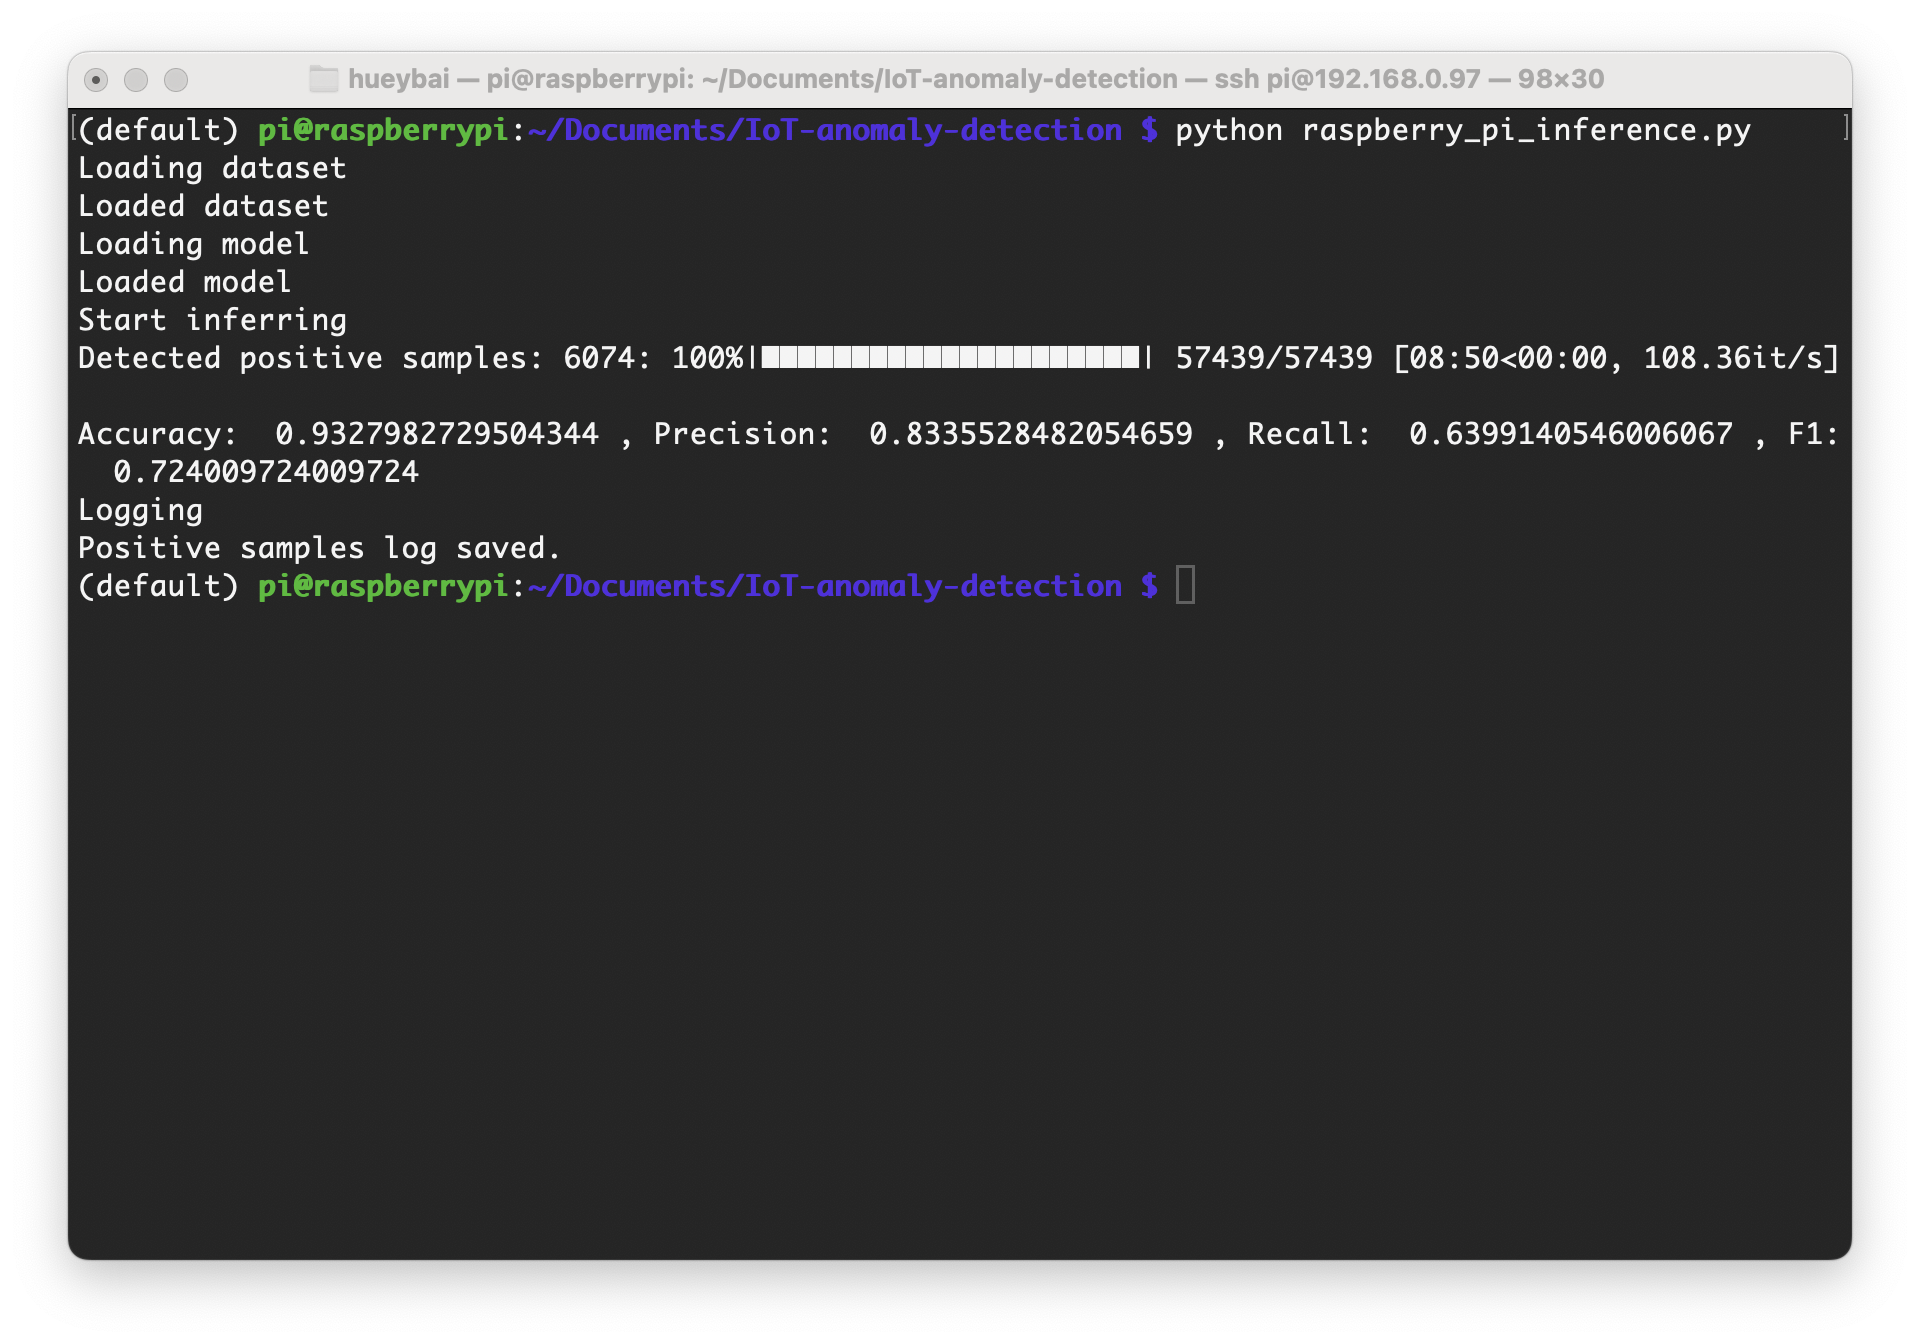 hueybai — pi@raspberrypi: ~/Documents/IoT-anomaly-detection — ssh pi@192.168.0.97 — 98×30
[(default) pi@raspberrypi:~/Documents/IoT-anomaly-detection $ python raspberry_pi_inference.py ]
Loading dataset
Loaded dataset
Loading model
Loaded model
Start inferring
Detected positive samples: 6074: 100%|█████████████████████| 57439/57439 [08:50<00:00, 108.36it/s]
Accuracy:  0.9327982729504344 , Precision:  0.8335528482054659 , Recall:  0.6399140546006067 , F1:
  0.724009724009724
Logging
Positive samples log saved.
(default) pi@raspberrypi:~/Documents/IoT-anomaly-detection $